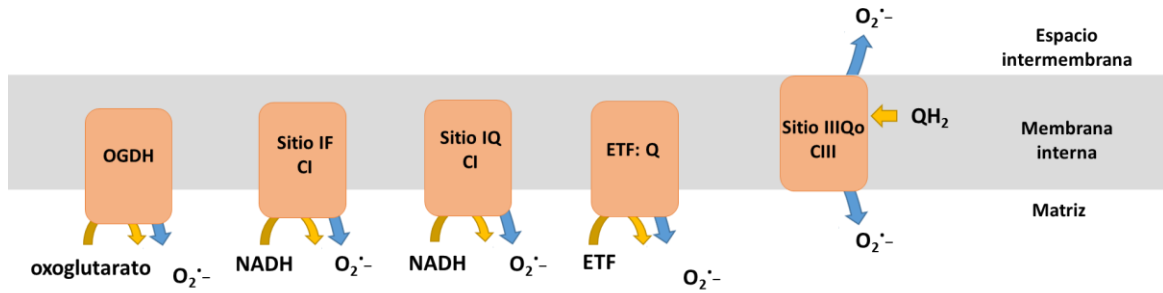 O₂˙⁻
Espacio
intermembrana
OGDH
Sitio IF
CI
Sitio IQ
CI
ETF: Q
Sitio IIIQo
CIII
QH₂
Membrana
interna
Matriz
oxoglutarato
O₂˙⁻
NADH
O₂˙⁻
NADH
O₂˙⁻
ETF
O₂˙⁻
O₂˙⁻